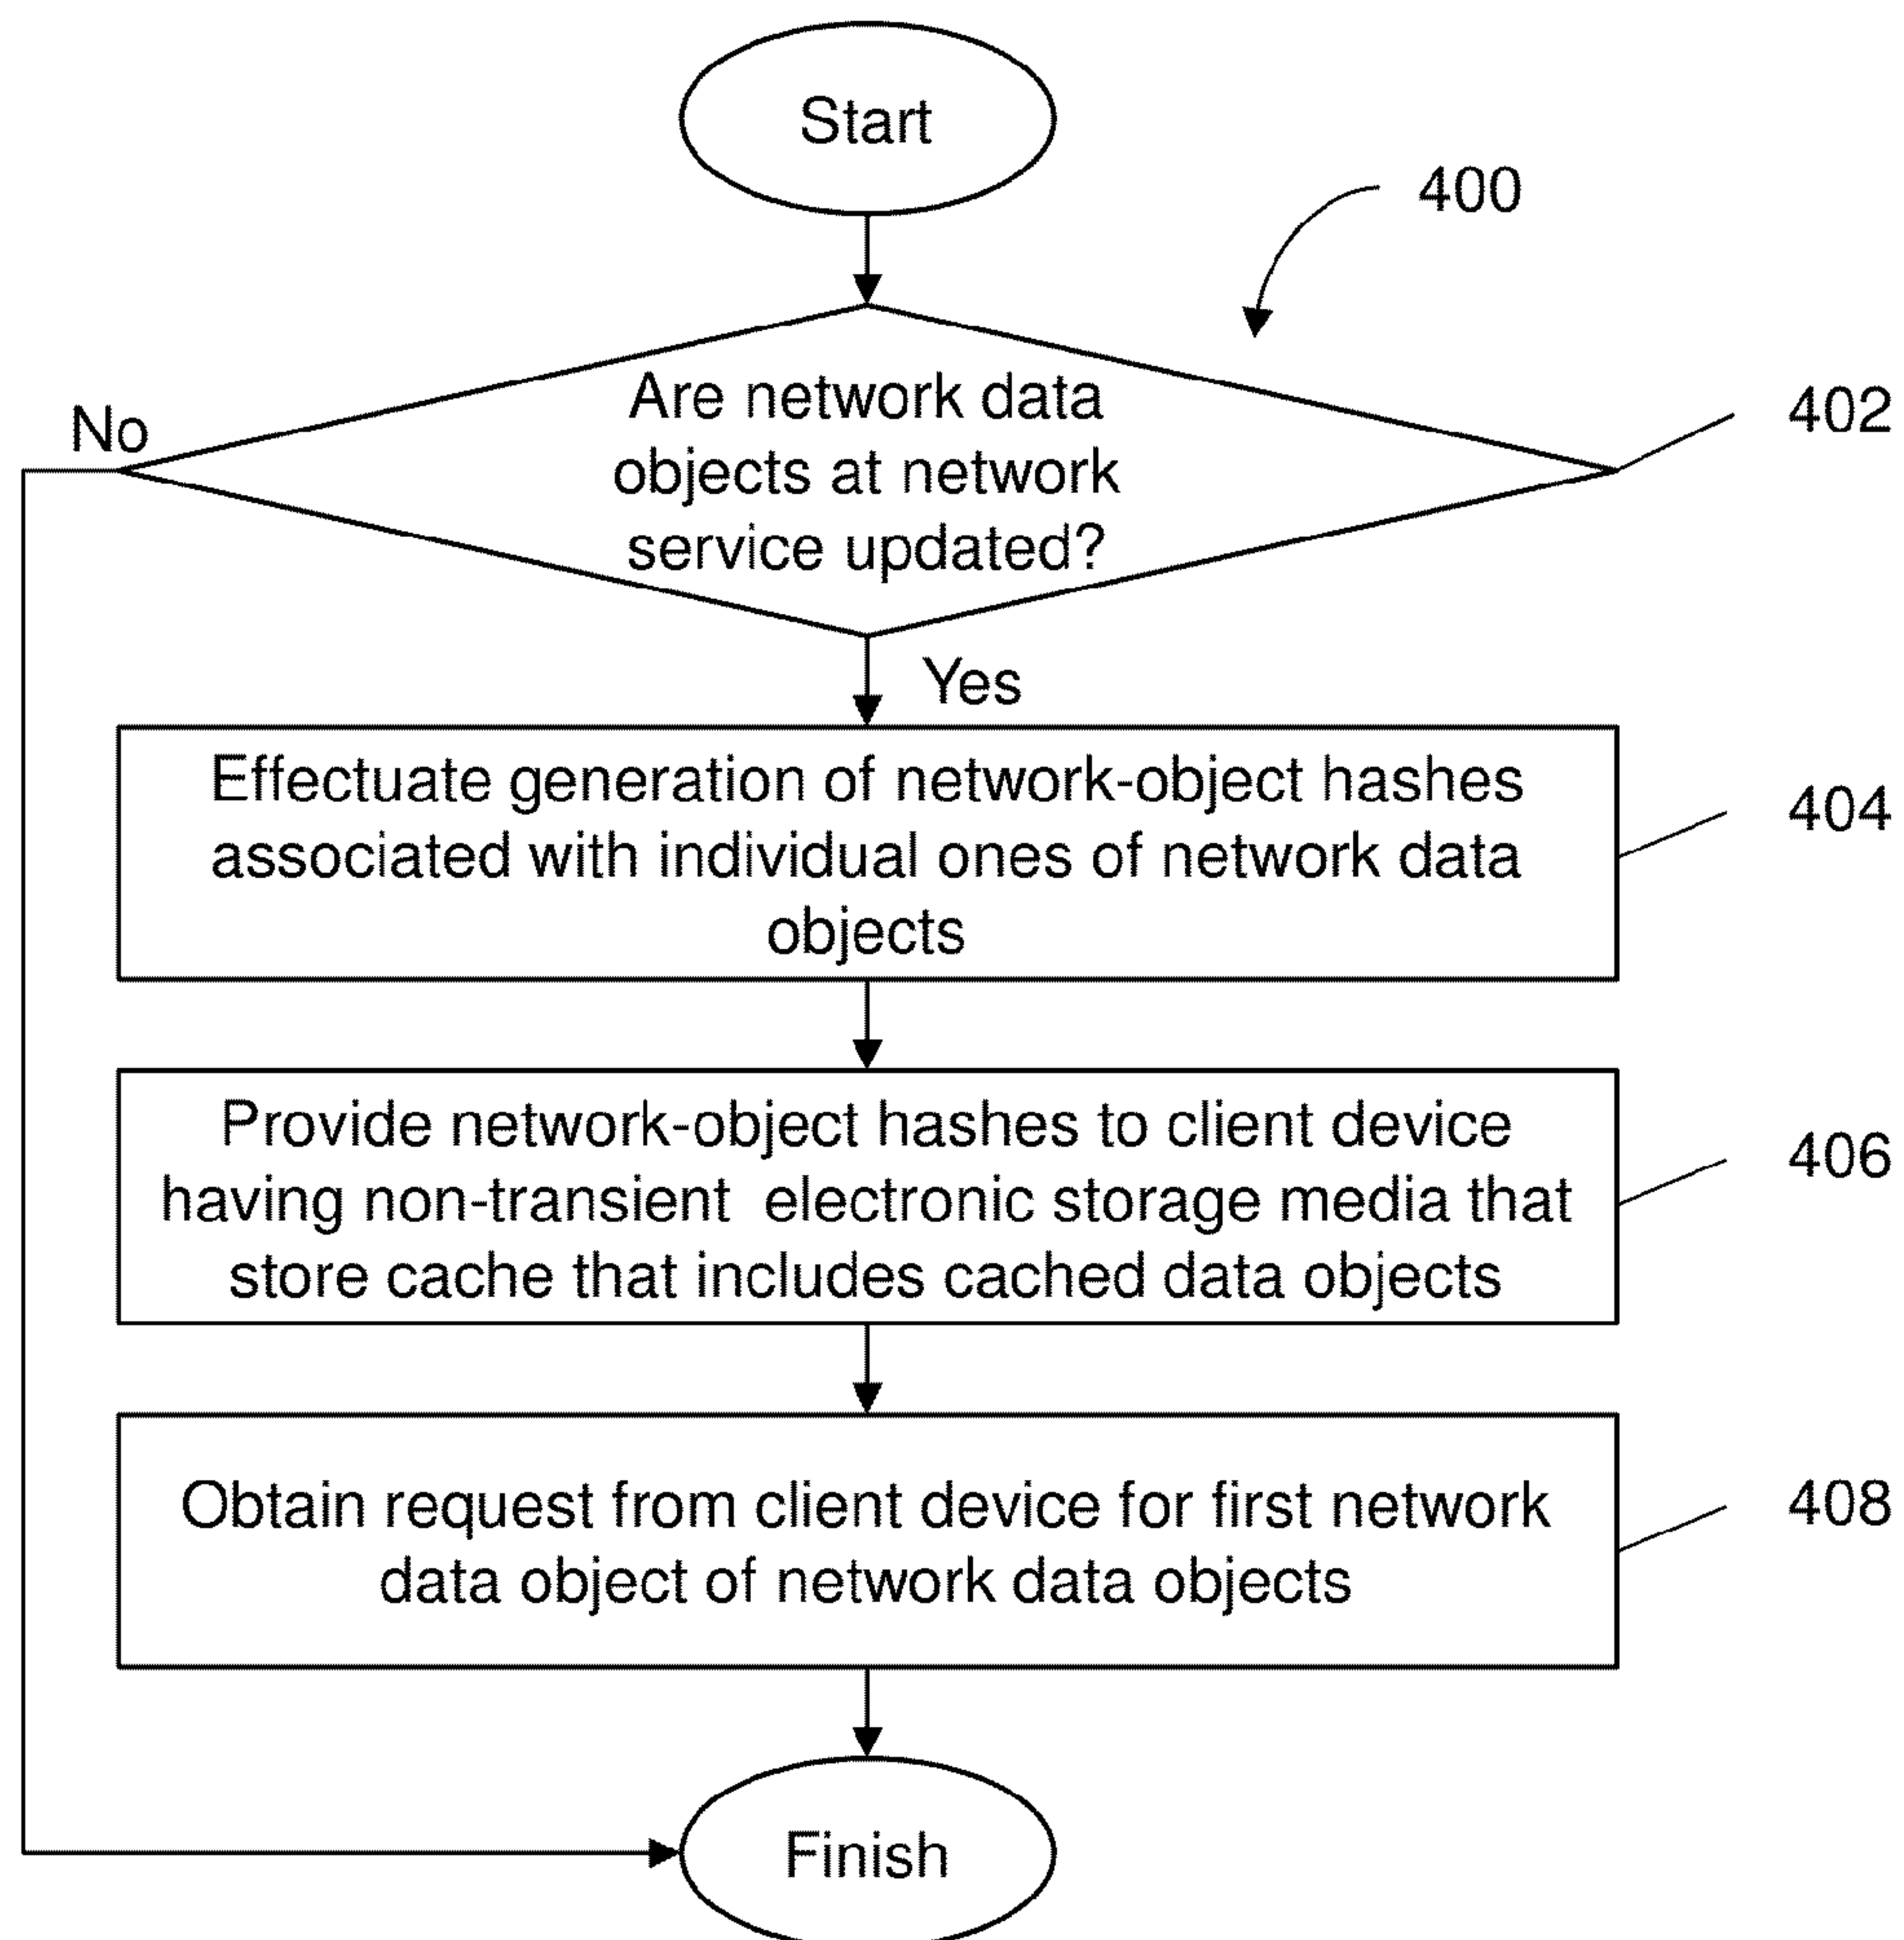 Start
400
Are network data
objects at network
service updated?
402
No
Yes
Effectuate generation of network-object hashes
associated with individual ones of network data
objects
404
Provide network-object hashes to client device
having non-transient electronic storage media that
store cache that includes cached data objects
406
Obtain request from client device for first network
data object of network data objects
408
Finish